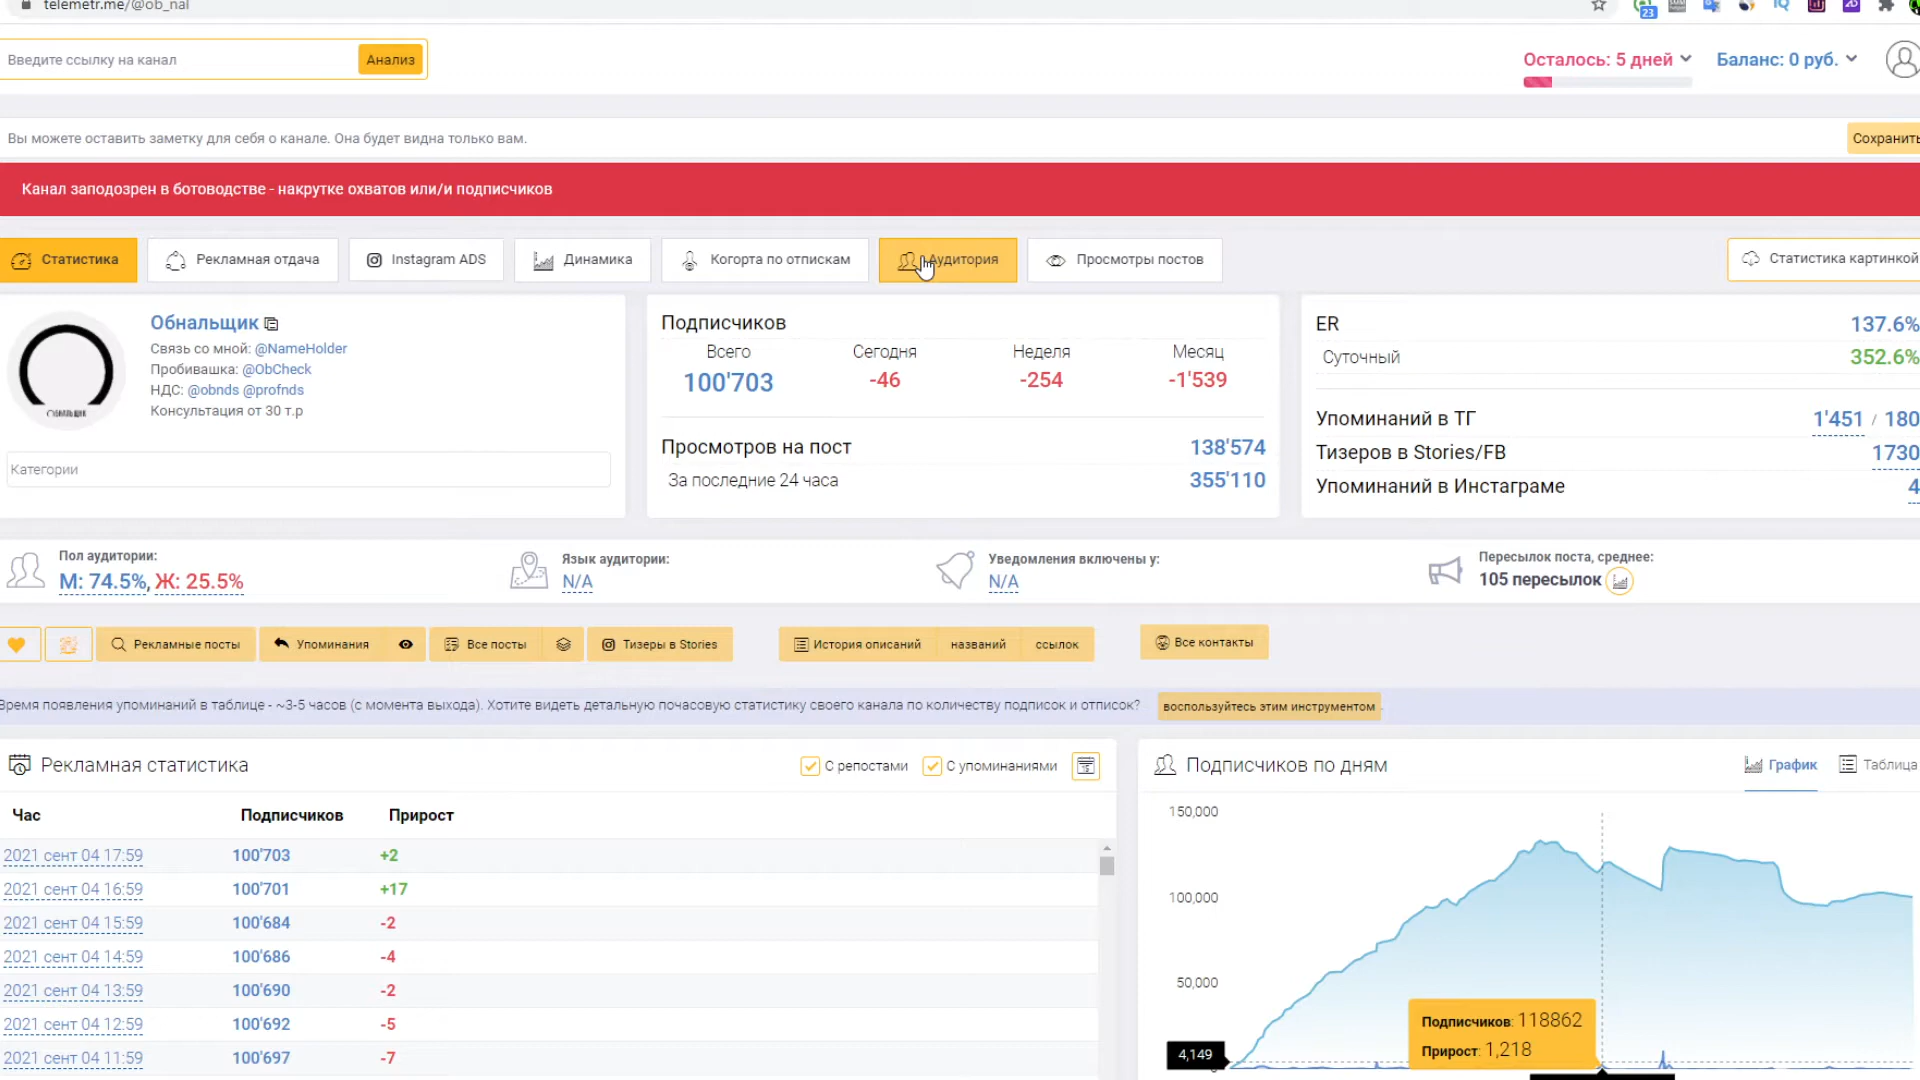 telemetr.me/@ob_nal
23
Введите ссылку на канал
Анализ
Осталось: 5 дней
Баланс: 0 руб.
Вы можете оставить заметку для себя о канале. Она будет видна только вам.
Сохранить
Канал заподозрен в ботоводстве - накрутке охватов или/и подписчиков
Статистика
Рекламная отдача
Instagram ADS
Динамика
Когорта по отпискам
Аудитория
Просмотры постов
Статистика картинкой
Обнальщик
Связь со мной: @NameHolder
Пробивашка: @ObCheck
НДС: @obnds @profnds
Консультация от 30 т.р
ОБНАЛЬЩИК
Категории
Подписчиков
Всего Сегодня Неделя Месяц
100'703 -46 -254 -1'539
Просмотров на пост 138'574
За последние 24 часа 355'110
ER 137.6%
Суточный 352.6%
Упоминаний в ТГ 1'451 / 180
Тизеров в Stories/FB 1730
Упоминаний в Инстаграме 4
Пол аудитории:
М: 74.5%, Ж: 25.5%
Язык аудитории:
N/A
Уведомления включены у:
N/A
Пересылок поста, среднее:
105 пересылок
Рекламные посты
Упоминания
Все посты
Тизеры в Stories
История описаний
названий
ссылок
Все контакты
Время появления упоминаний в таблице - ~3-5 часов (с момента выхода). Хотите видеть детальную почасовую статистику своего канала по количеству подписок и отписок?
воспользуйтесь этим инструментом
Рекламная статистика
С репостами
С упоминаниями
Час Подписчиков Прирост
2021 сент 04 17:59 100'703 +2
2021 сент 04 16:59 100'701 +17
2021 сент 04 15:59 100'684 -2
2021 сент 04 14:59 100'686 -4
2021 сент 04 13:59 100'690 -2
2021 сент 04 12:59 100'692 -5
2021 сент 04 11:59 100'697 -7
Подписчиков по дням
График
Таблица
150,000
100,000
50,000
4,149
Подписчиков: 118862
Прирост: 1,218